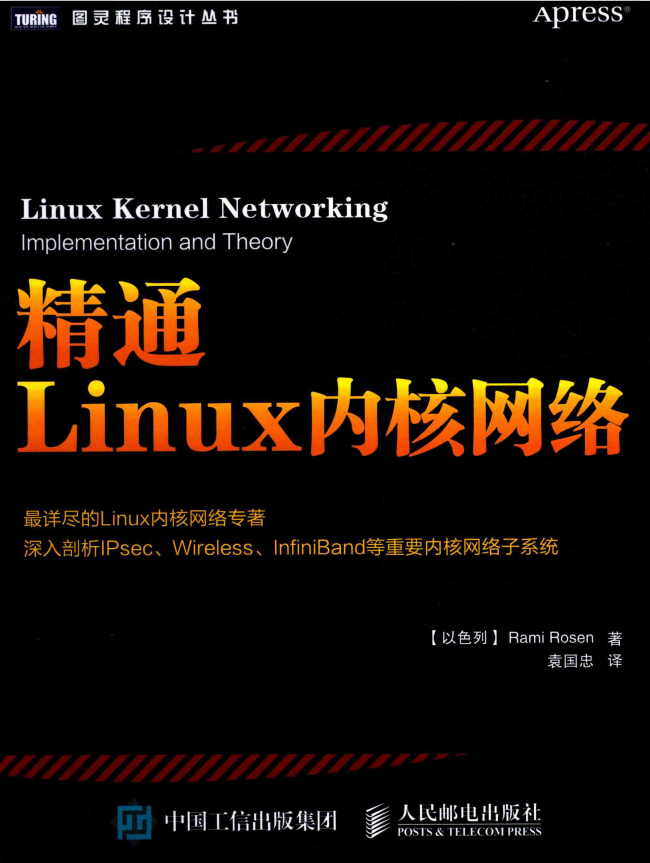 TURING 图灵程序设计丛书
Apress®
Linux Kernel Networking
Implementation and Theory
精通
Linux内核网络
最详尽的Linux内核网络专著
深入剖析IPsec、Wireless、InfiniBand等重要内核网络子系统
【以色列】 Rami Rosen 著
袁国忠 译
中国工信出版集团
人民邮电出版社
POSTS & TELECOM PRESS